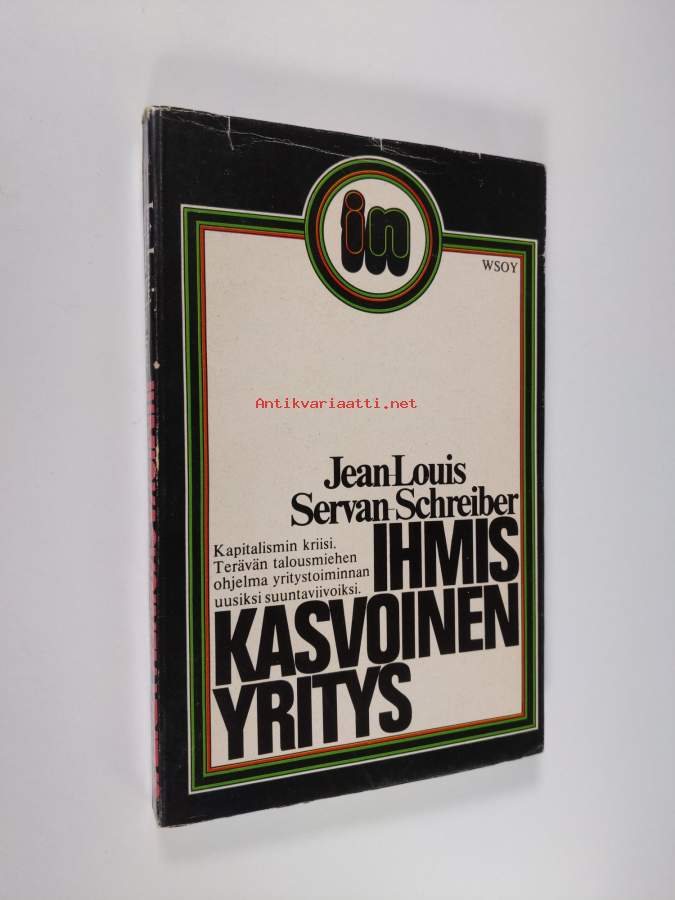 in
WSOY
Antikvariaatti.net
Jean-Louis
Servan-Schreiber
Kapitalismin kriisi.
Terävän talousmiehen
ohjelma yritystoiminnan
uusiksi suuntaviivoiksi.
IHMIS
KASVOINEN
YRITYS